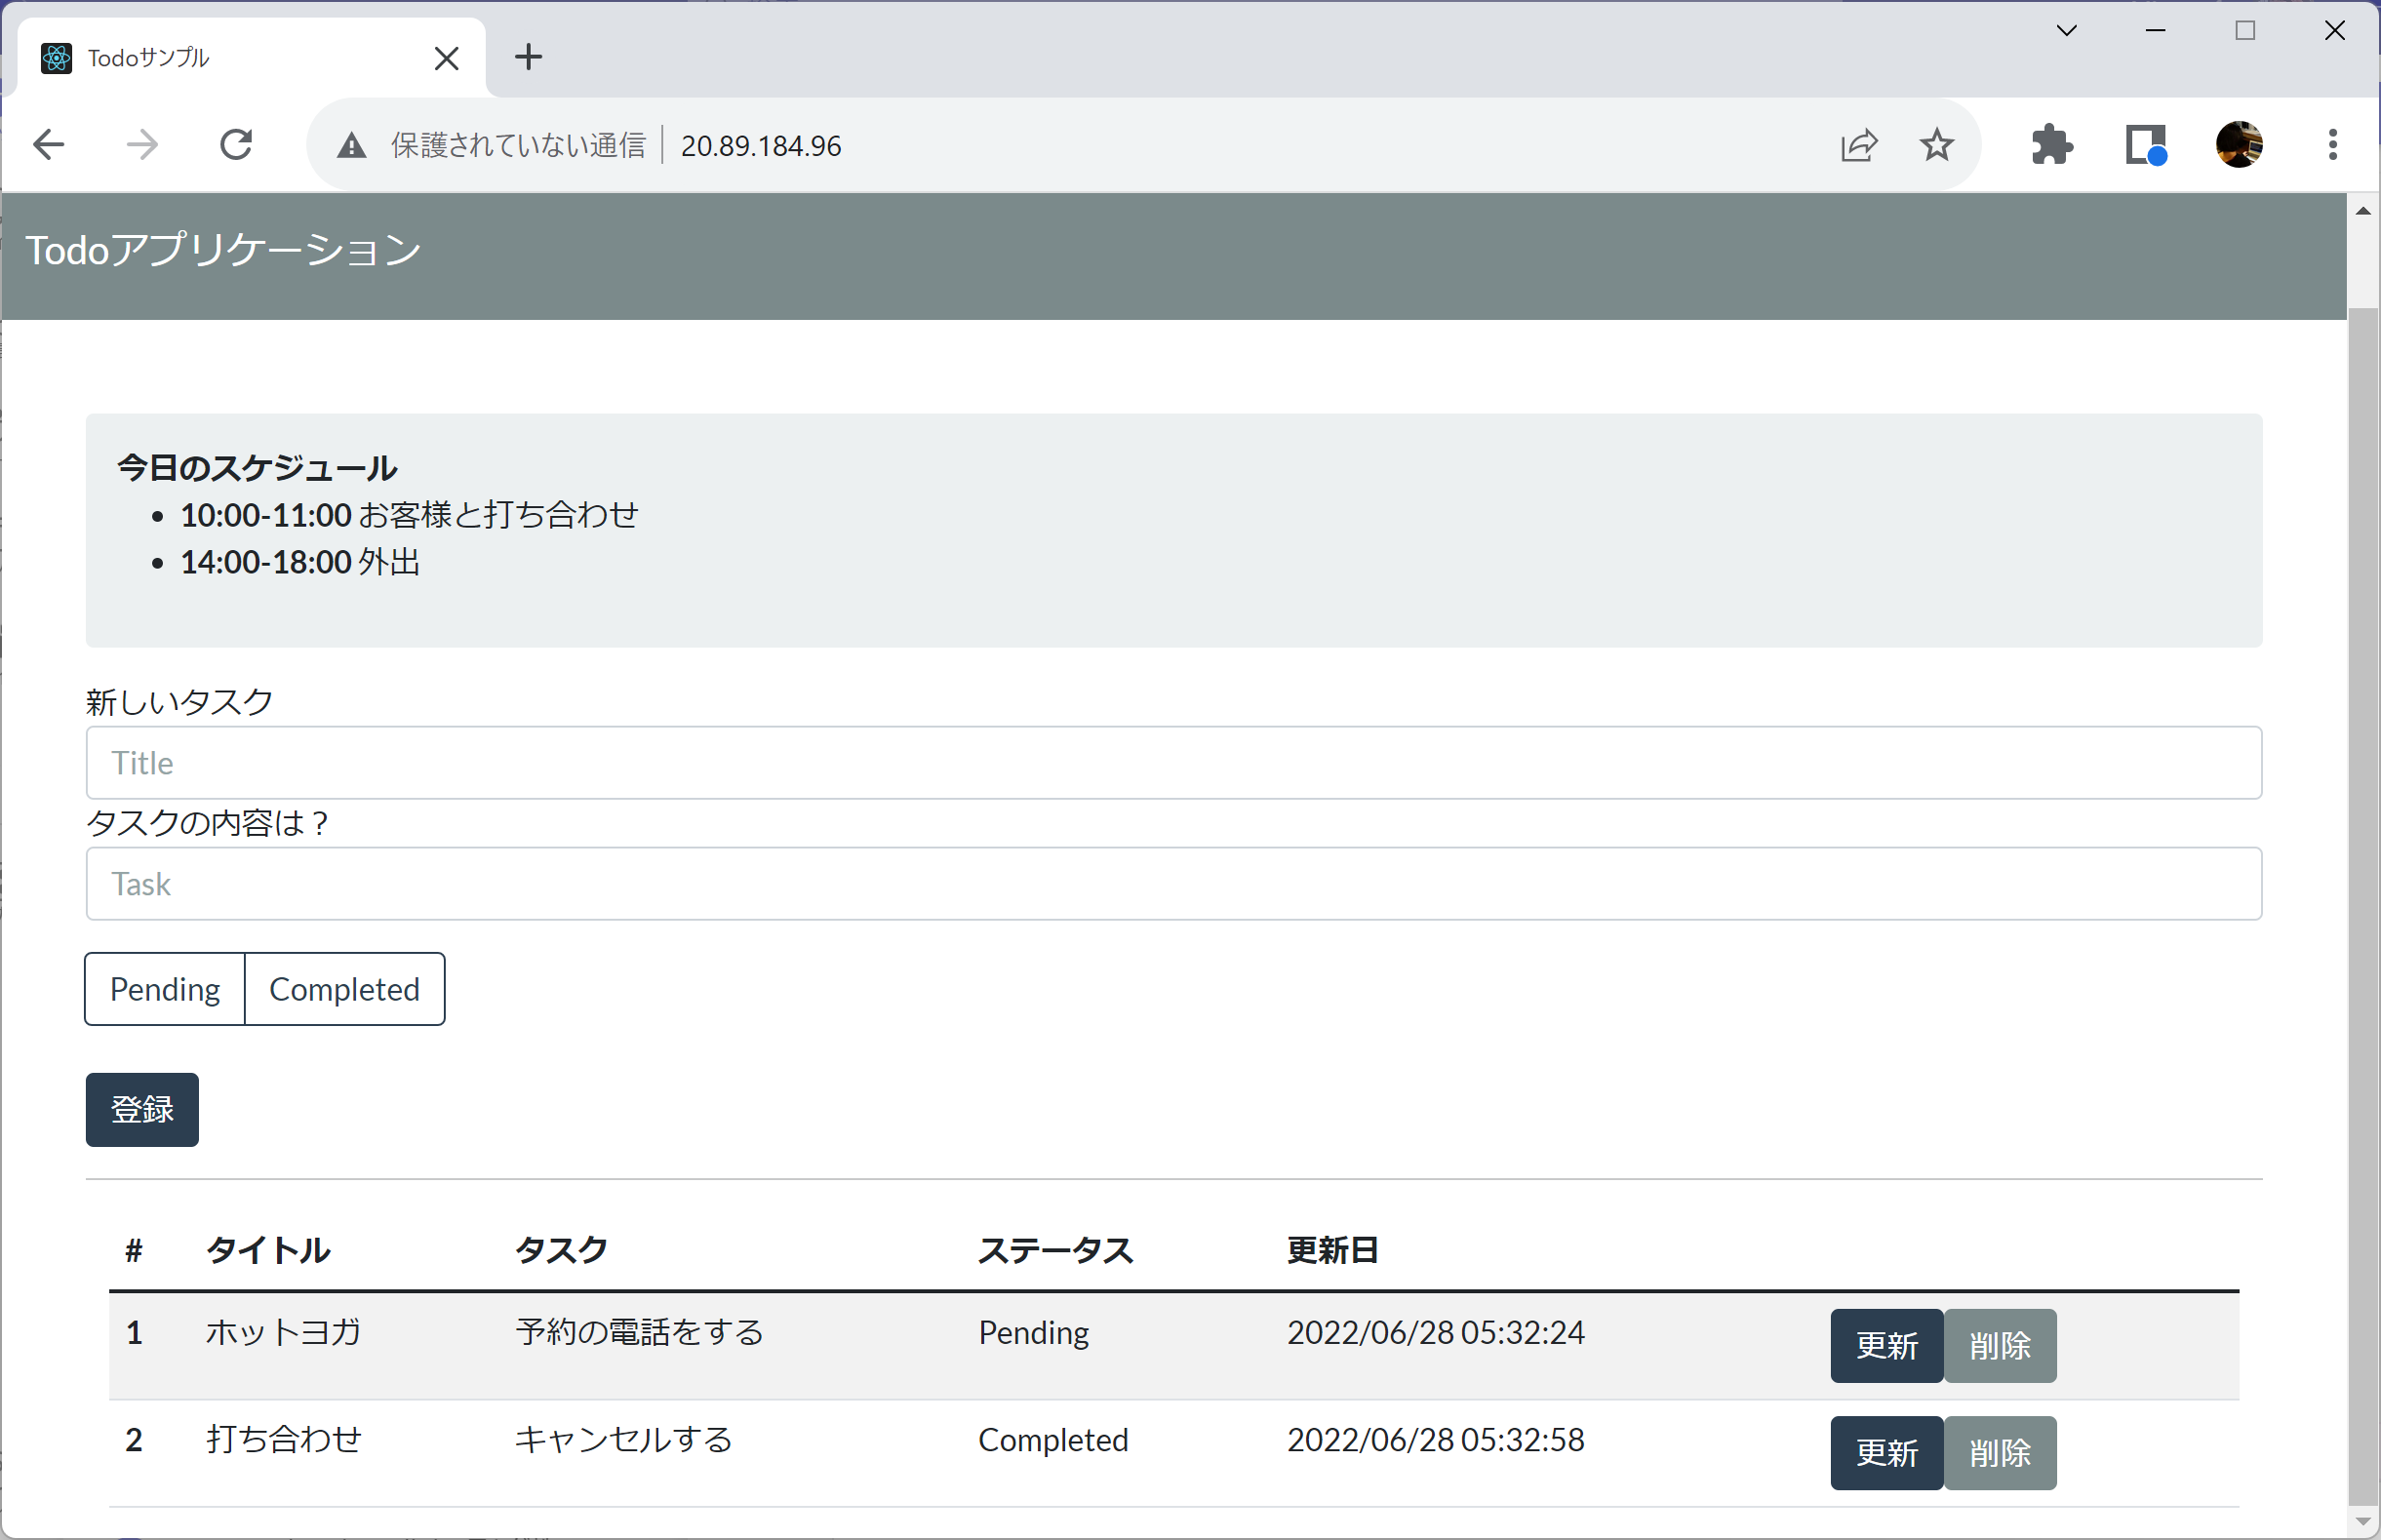 Todoサンプル
保護されていない通信 20.89.184.96
Todoアプリケーション
今日のスケジュール
10:00-11:00 お客様と打ち合わせ
14:00-18:00 外出
新しいタスク
Title
タスクの内容は？
Task
Pending Completed
登録
# タイトル タスク ステータス 更新日
1 ホットヨガ 予約の電話をする Pending 2022/06/28 05:32:24 更新 削除
2 打ち合わせ キャンセルする Completed 2022/06/28 05:32:58 更新 削除